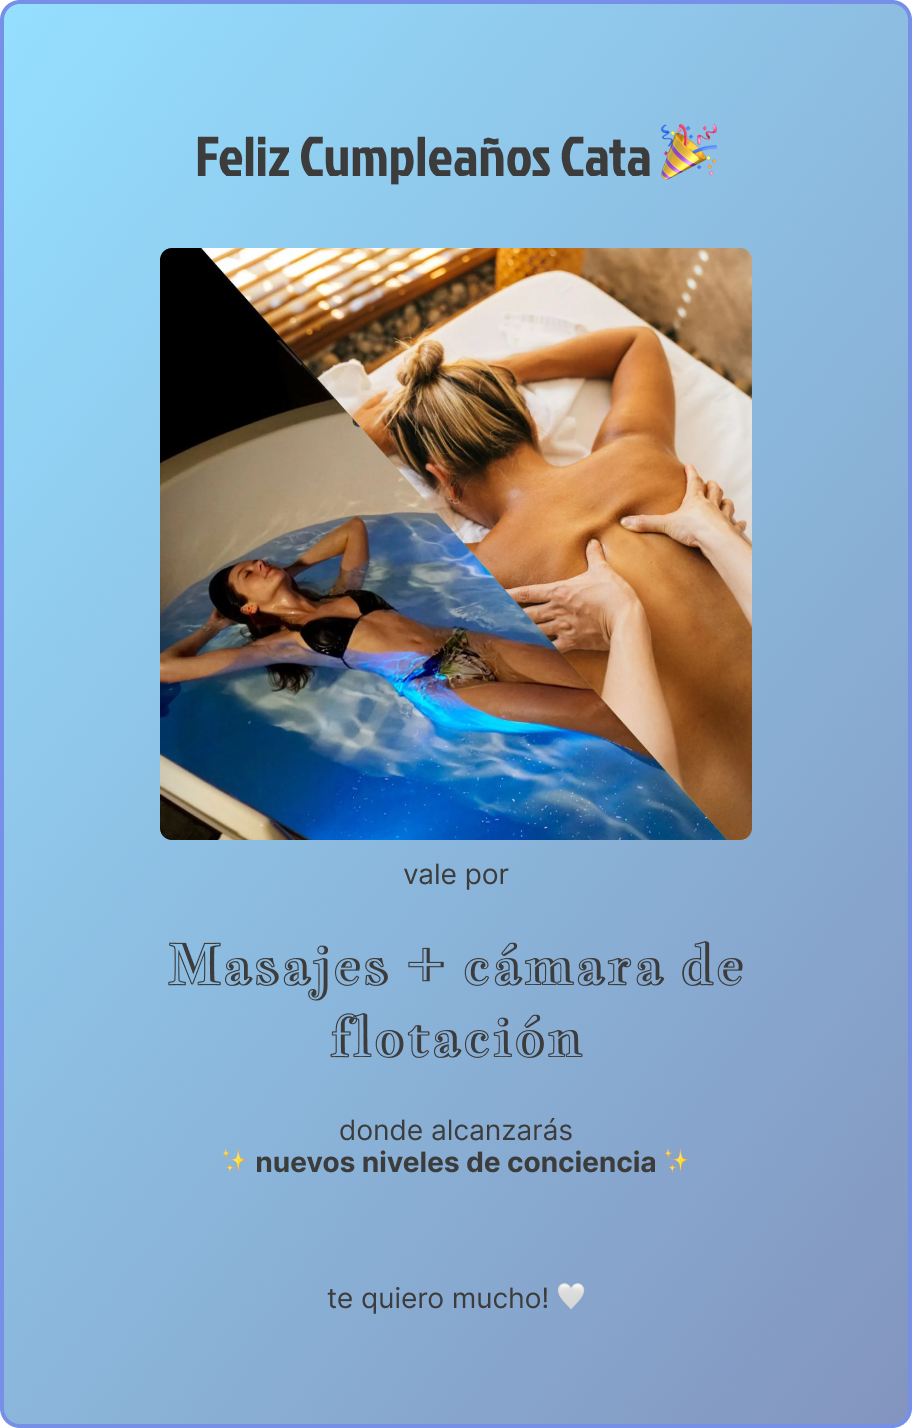 Feliz Cumpleaños Cata 🎉
vale por
Masajes + cámara de
flotación
donde alcanzarás
✨ nuevos niveles de conciencia ✨
te quiero mucho! 🤍